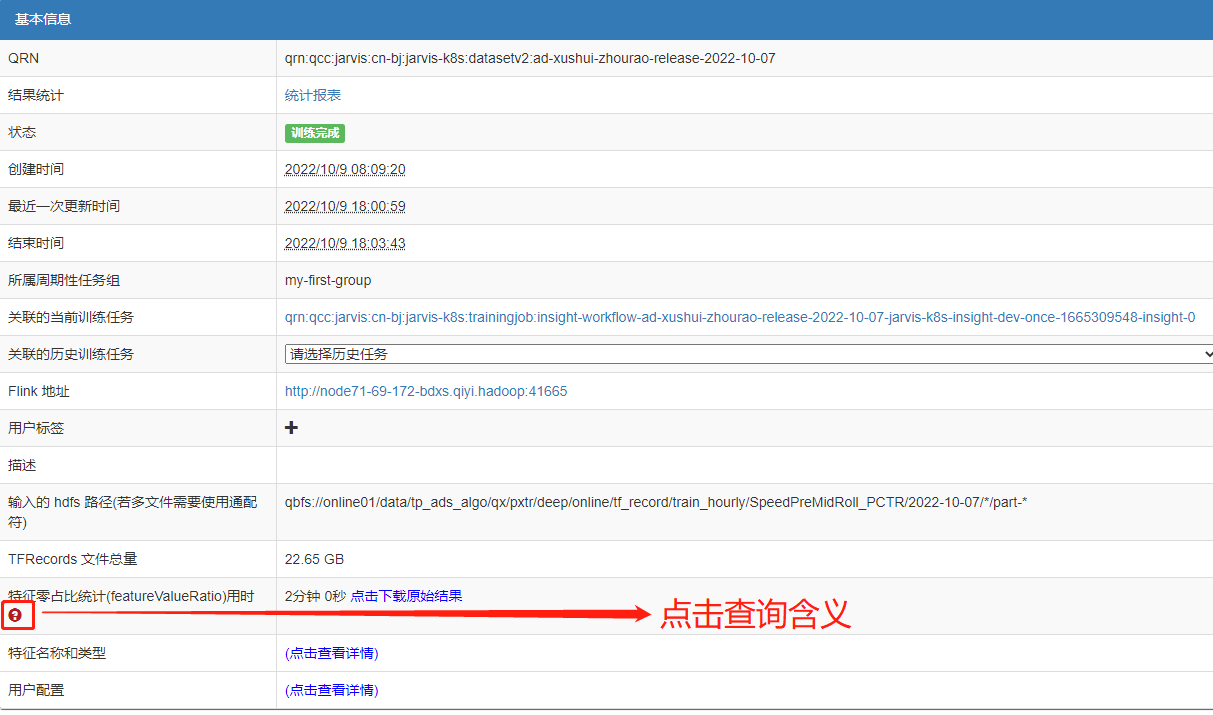 基本信息
QRN qrn:qcc:jarvis:cn-bj:jarvis-k8s:datasetv2:ad-xushui-zhourao-release-2022-10-07
结果统计 统计报表
状态 训练完成
创建时间 2022/10/9 08:09:20
最近一次更新时间 2022/10/9 18:00:59
结束时间 2022/10/9 18:03:43
所属周期性任务组 my-first-group
关联的当前训练任务 qrn:qcc:jarvis:cn-bj:jarvis-k8s:trainingjob:insight-workflow-ad-xushui-zhourao-release-2022-10-07-jarvis-k8s-insight-dev-once-1665309548-insight-0
关联的历史训练任务 请选择历史任务
Flink 地址 http://node71-69-172-bdxs.qiyi.hadoop:41665
用户标签
描述
输入的 hdfs 路径(若多文件需要使用通配 qbfs://online01/data/tp_ads_algo/qx/pxtr/deep/online/tf_record/train_hourly/SpeedPreMidRoll_PCTR/2022-10-07/*/part-*
符)
TFRecords 文件总量 22.65 GB
特征零占比统计(featureValueRatio)用时 2分钟 0秒 点击下载原始结果
? 点击查询含义
特征名称和类型 (点击查看详情)
用户配置 (点击查看详情)